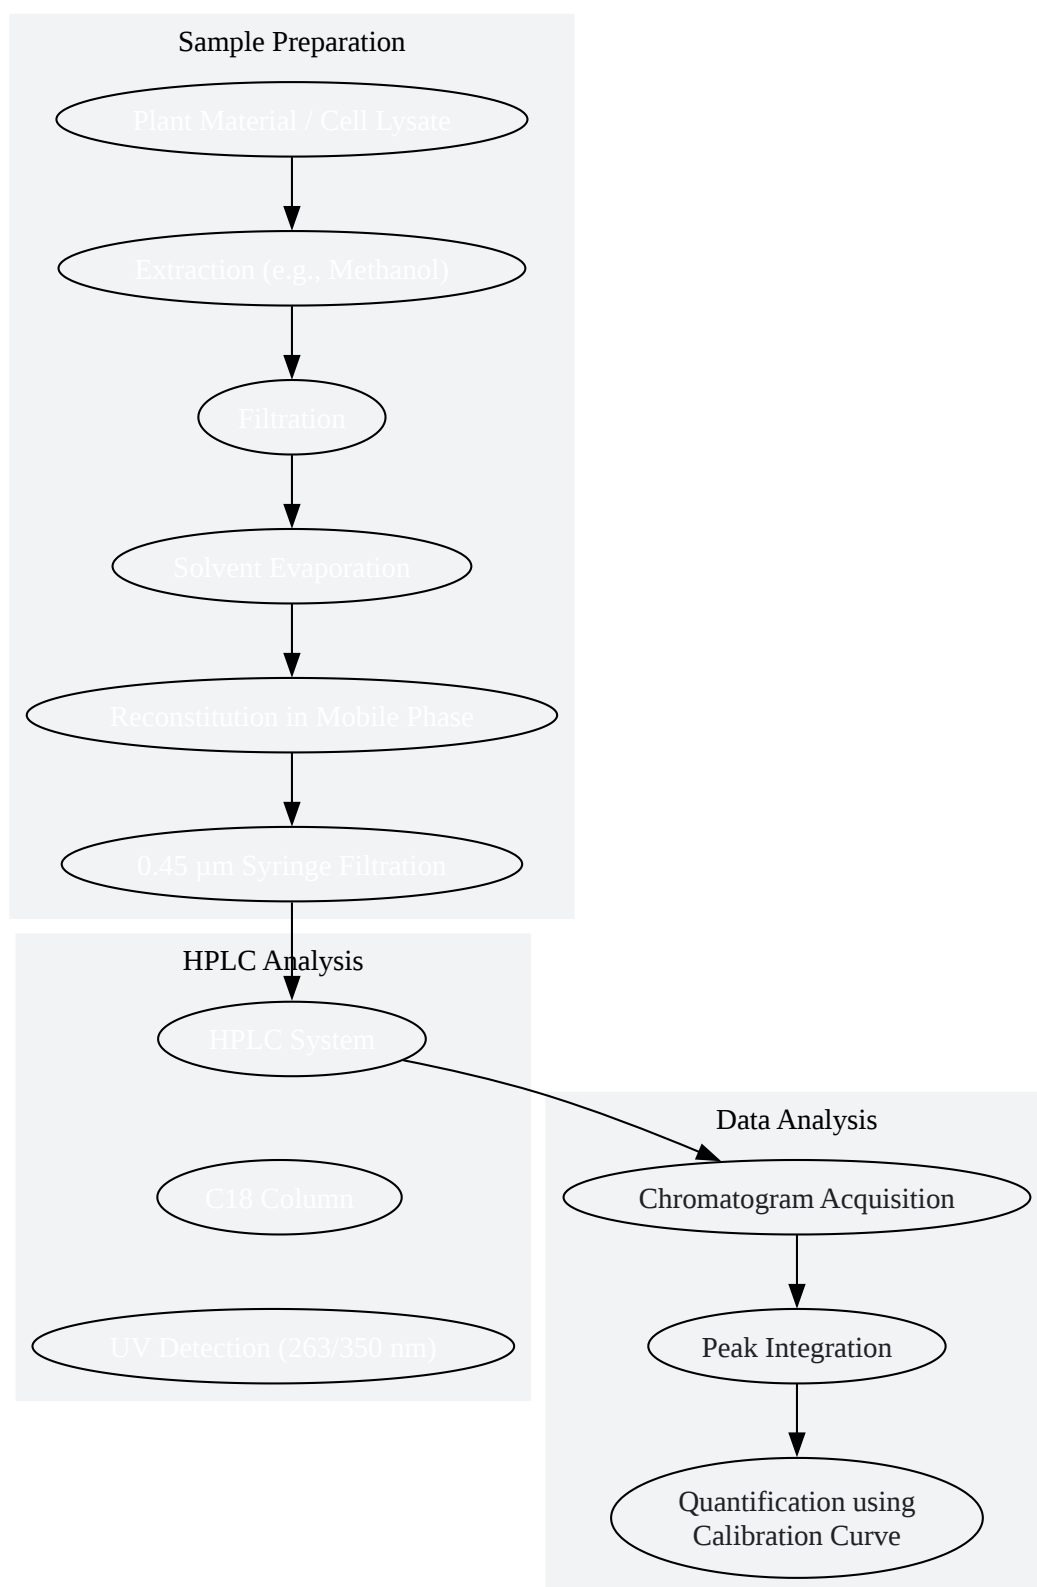 Sample Preparation
Plant Material / Cell Lysate
Extraction (e.g., Methanol)
Filtration
Solvent Evaporation
Reconstitution in Mobile Phase
0.45 µm Syringe Filtration
HPLC Analysis
HPLC System
C18 Column
UV Detection (263/350 nm)
Data Analysis
Chromatogram Acquisition
Peak Integration
Quantification using
Calibration Curve